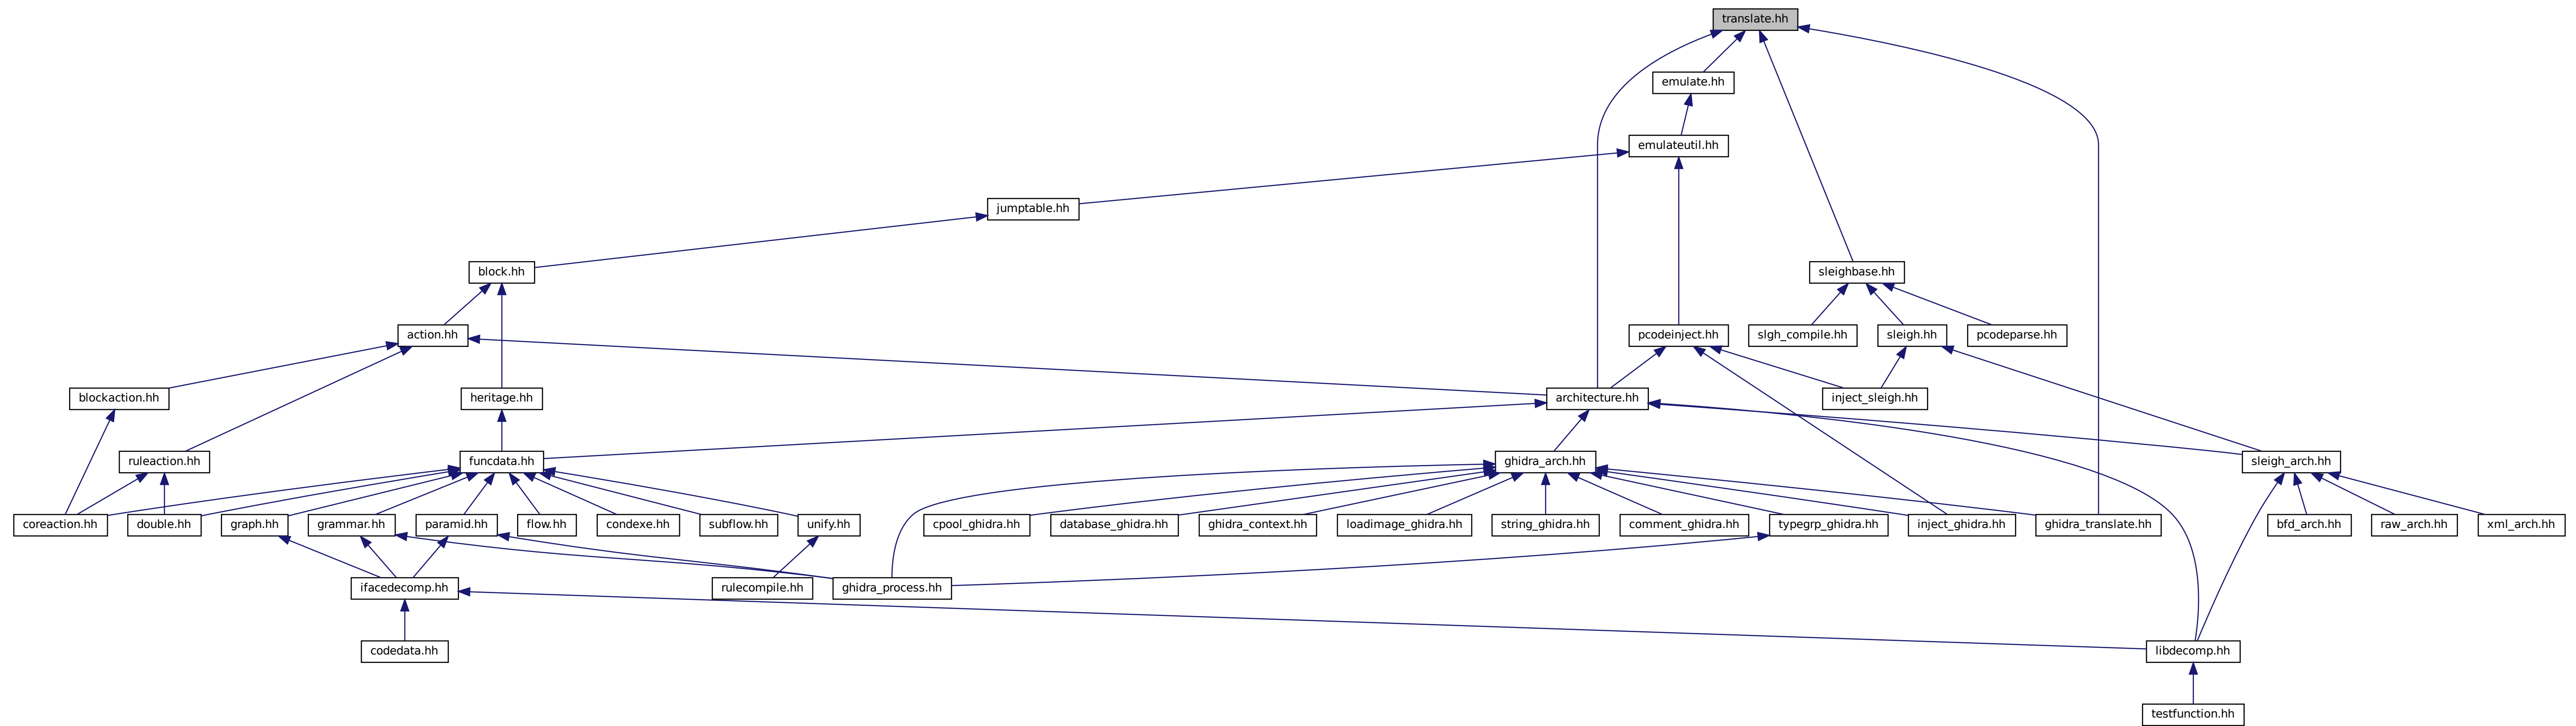 translate.hh
emulate.hh
emulateutil.hh
jumptable.hh
block.hh
sleighbase.hh
action.hh
pcodeinject.hh
slgh_compile.hh
sleigh.hh
pcodeparse.hh
blockaction.hh
heritage.hh
architecture.hh
inject_sleigh.hh
ruleaction.hh
funcdata.hh
ghidra_arch.hh
sleigh_arch.hh
coreaction.hh
double.hh
graph.hh
grammar.hh
paramid.hh
flow.hh
condexe.hh
subflow.hh
unify.hh
cpool_ghidra.hh
database_ghidra.hh
ghidra_context.hh
loadimage_ghidra.hh
string_ghidra.hh
comment_ghidra.hh
typegrp_ghidra.hh
inject_ghidra.hh
ghidra_translate.hh
bfd_arch.hh
raw_arch.hh
xml_arch.hh
ifacedecomp.hh
rulecompile.hh
ghidra_process.hh
codedata.hh
libdecomp.hh
testfunction.hh